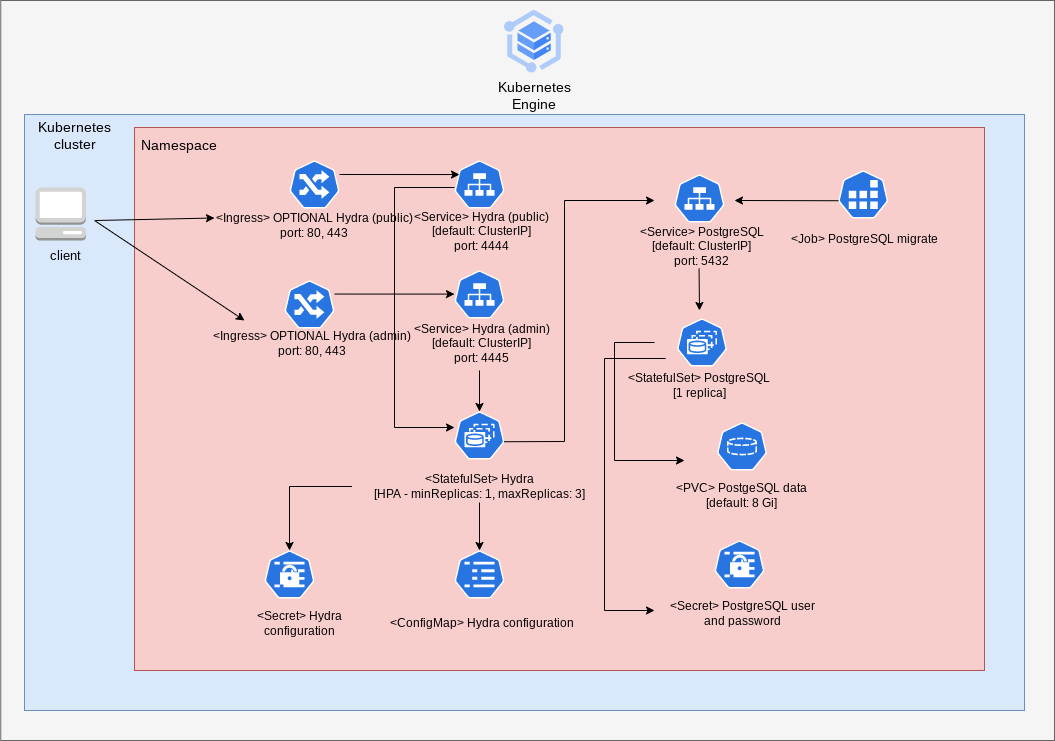 Kubernetes
Engine
Kubernetes
cluster
Namespace
client
<Ingress> OPTIONAL Hydra (public)
port: 80, 443
<Service> Hydra (public)
[default: ClusterIP]
port: 4444
<Service> PostgreSQL
[default: ClusterIP]
port: 5432
<Job> PostgreSQL migrate
<Ingress> OPTIONAL Hydra (admin)
port: 80, 443
<Service> Hydra (admin)
[default: ClusterIP]
port: 4445
<StatefulSet> PostgreSQL
[1 replica]
<StatefulSet> Hydra
[HPA - minReplicas: 1, maxReplicas: 3]
<PVC> PostgeSQL data
[default: 8 Gi]
<Secret> Hydra
configuration
<ConfigMap> Hydra configuration
<Secret> PostgreSQL user
and password